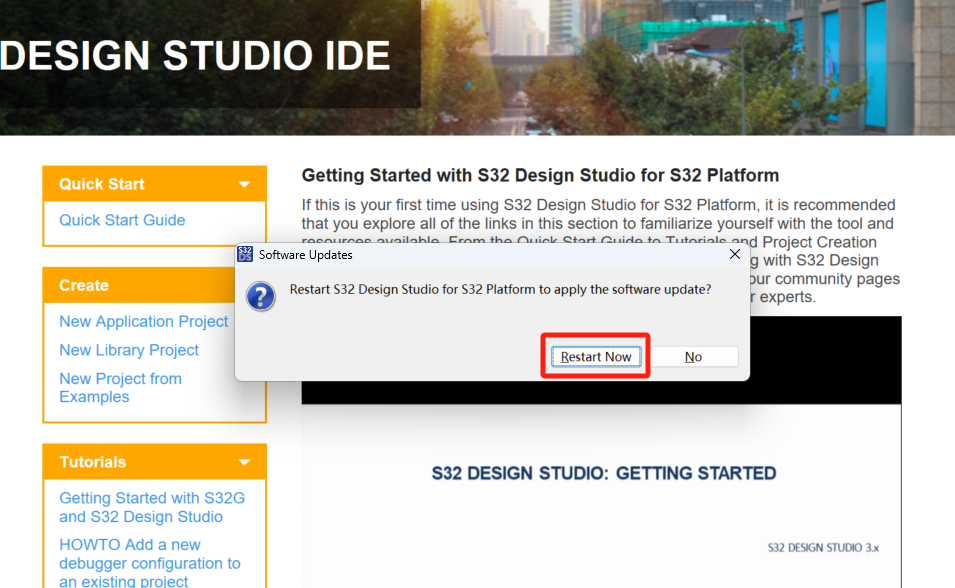 DESIGN STUDIO IDE
Quick Start
Quick Start Guide
Create
New Application Project
New Library Project
New Project from
Examples
Tutorials
Getting Started with S32G
and S32 Design Studio
HOWTO Add a new
debugger configuration to
an existing project
Getting Started with S32 Design Studio for S32 Platform
If this is your first time using S32 Design Studio for S32 Platform, it is recommended
that you explore all of the links in this section to familiarize yourself with the tool and
resources available. From the Quick Start Guide to Tutorials and Project Creation
g with S32 Design
our community pages
r experts.
S32 DS
Software Updates
Restart S32 Design Studio for S32 Platform to apply the software update?
Restart Now
No
S32 DESIGN STUDIO: GETTING STARTED
S32 DESIGN STUDIO 3.x